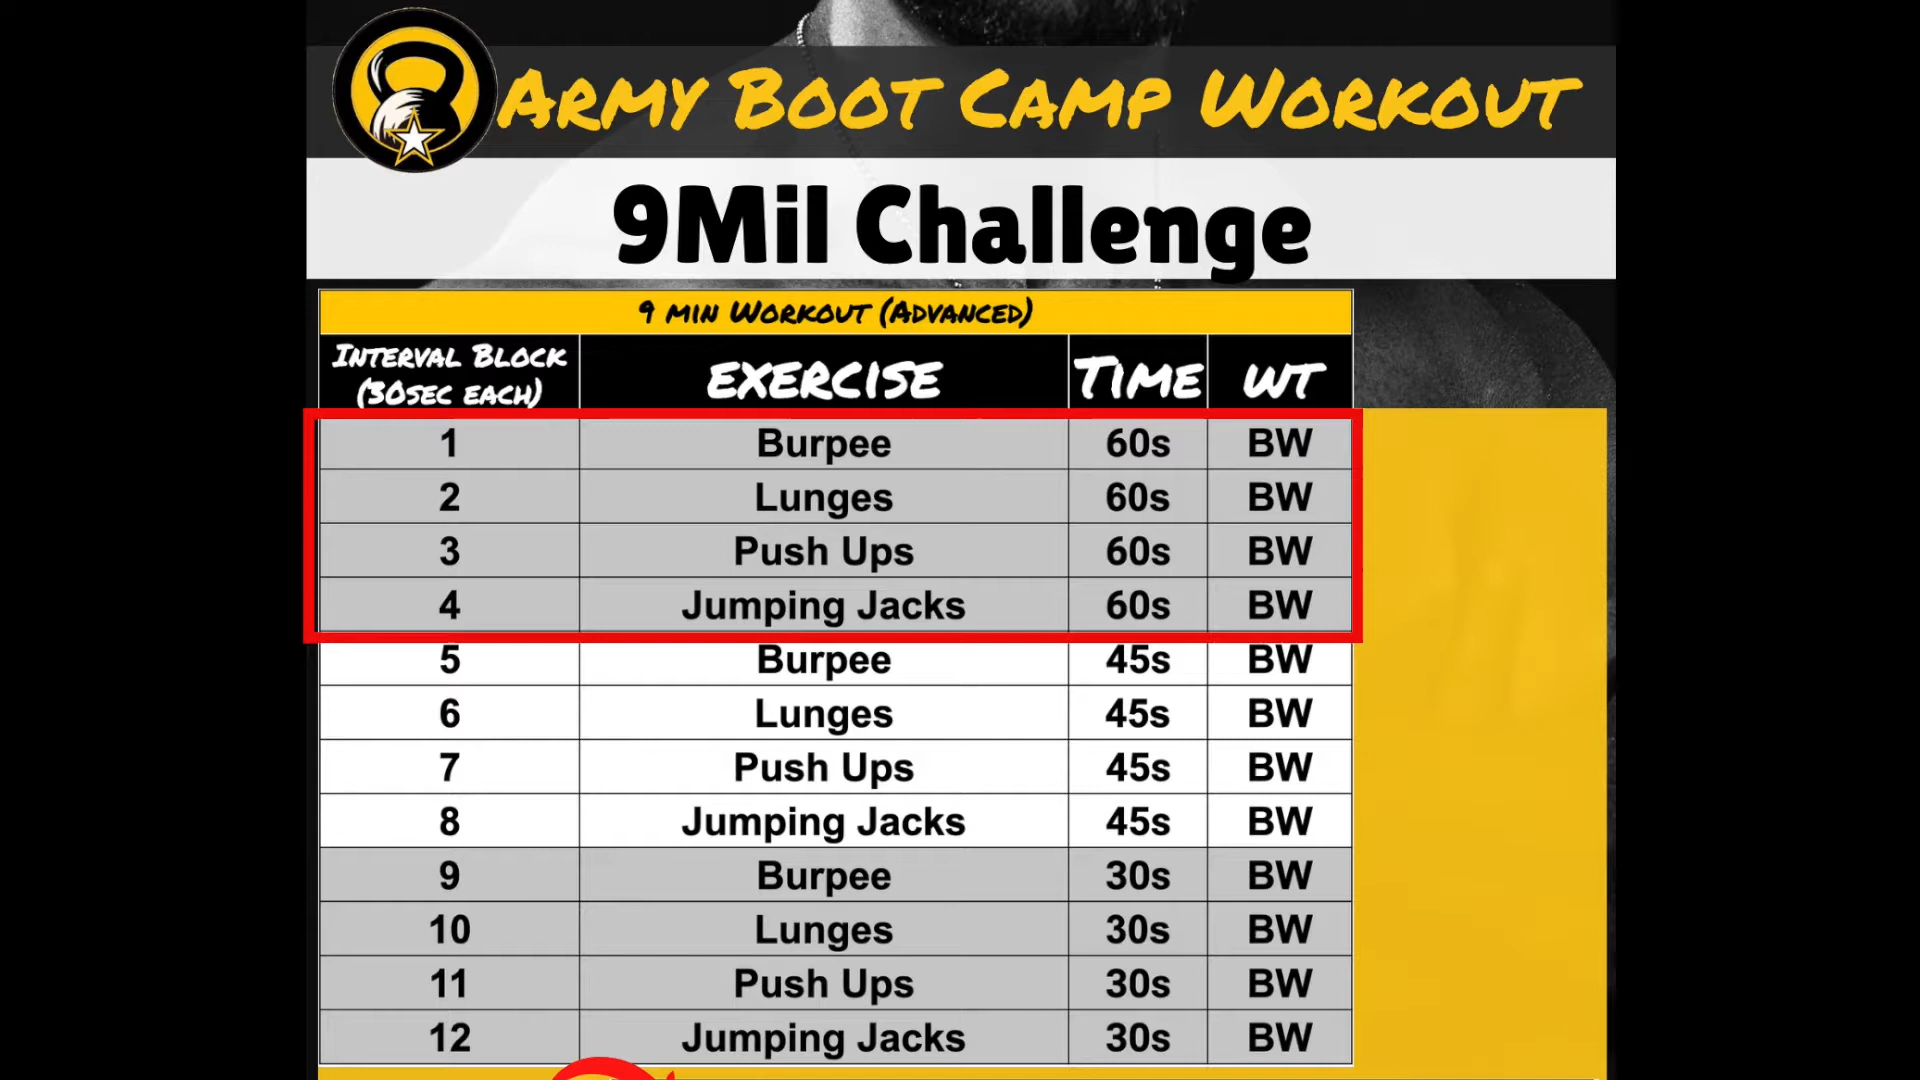 Army Boot Camp Workout
9Mil Challenge
9 min Workout (Advanced)
Interval Block (30sec each) EXERCISE Time WT
1 Burpee 60s BW
2 Lunges 60s BW
3 Push Ups 60s BW
4 Jumping Jacks 60s BW
5 Burpee 45s BW
6 Lunges 45s BW
7 Push Ups 45s BW
8 Jumping Jacks 45s BW
9 Burpee 30s BW
10 Lunges 30s BW
11 Push Ups 30s BW
12 Jumping Jacks 30s BW